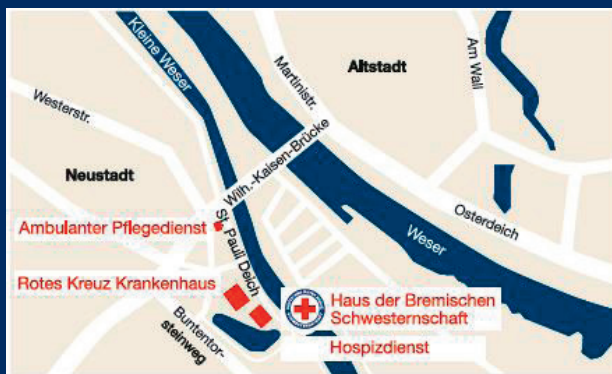 Kleine Weser
Martinistr.
Altstadt
Am Wall
Westerstr.
Neustadt
Wilh.-Kaisen-Brücke
Osterdeich
Weser
Ambulanter Pflegedienst
St. Pauli Deich
Rotes Kreuz Krankenhaus
Haus der Bremischen
Schwesternschaft
Hospizdienst
Buntentor-
steinweg